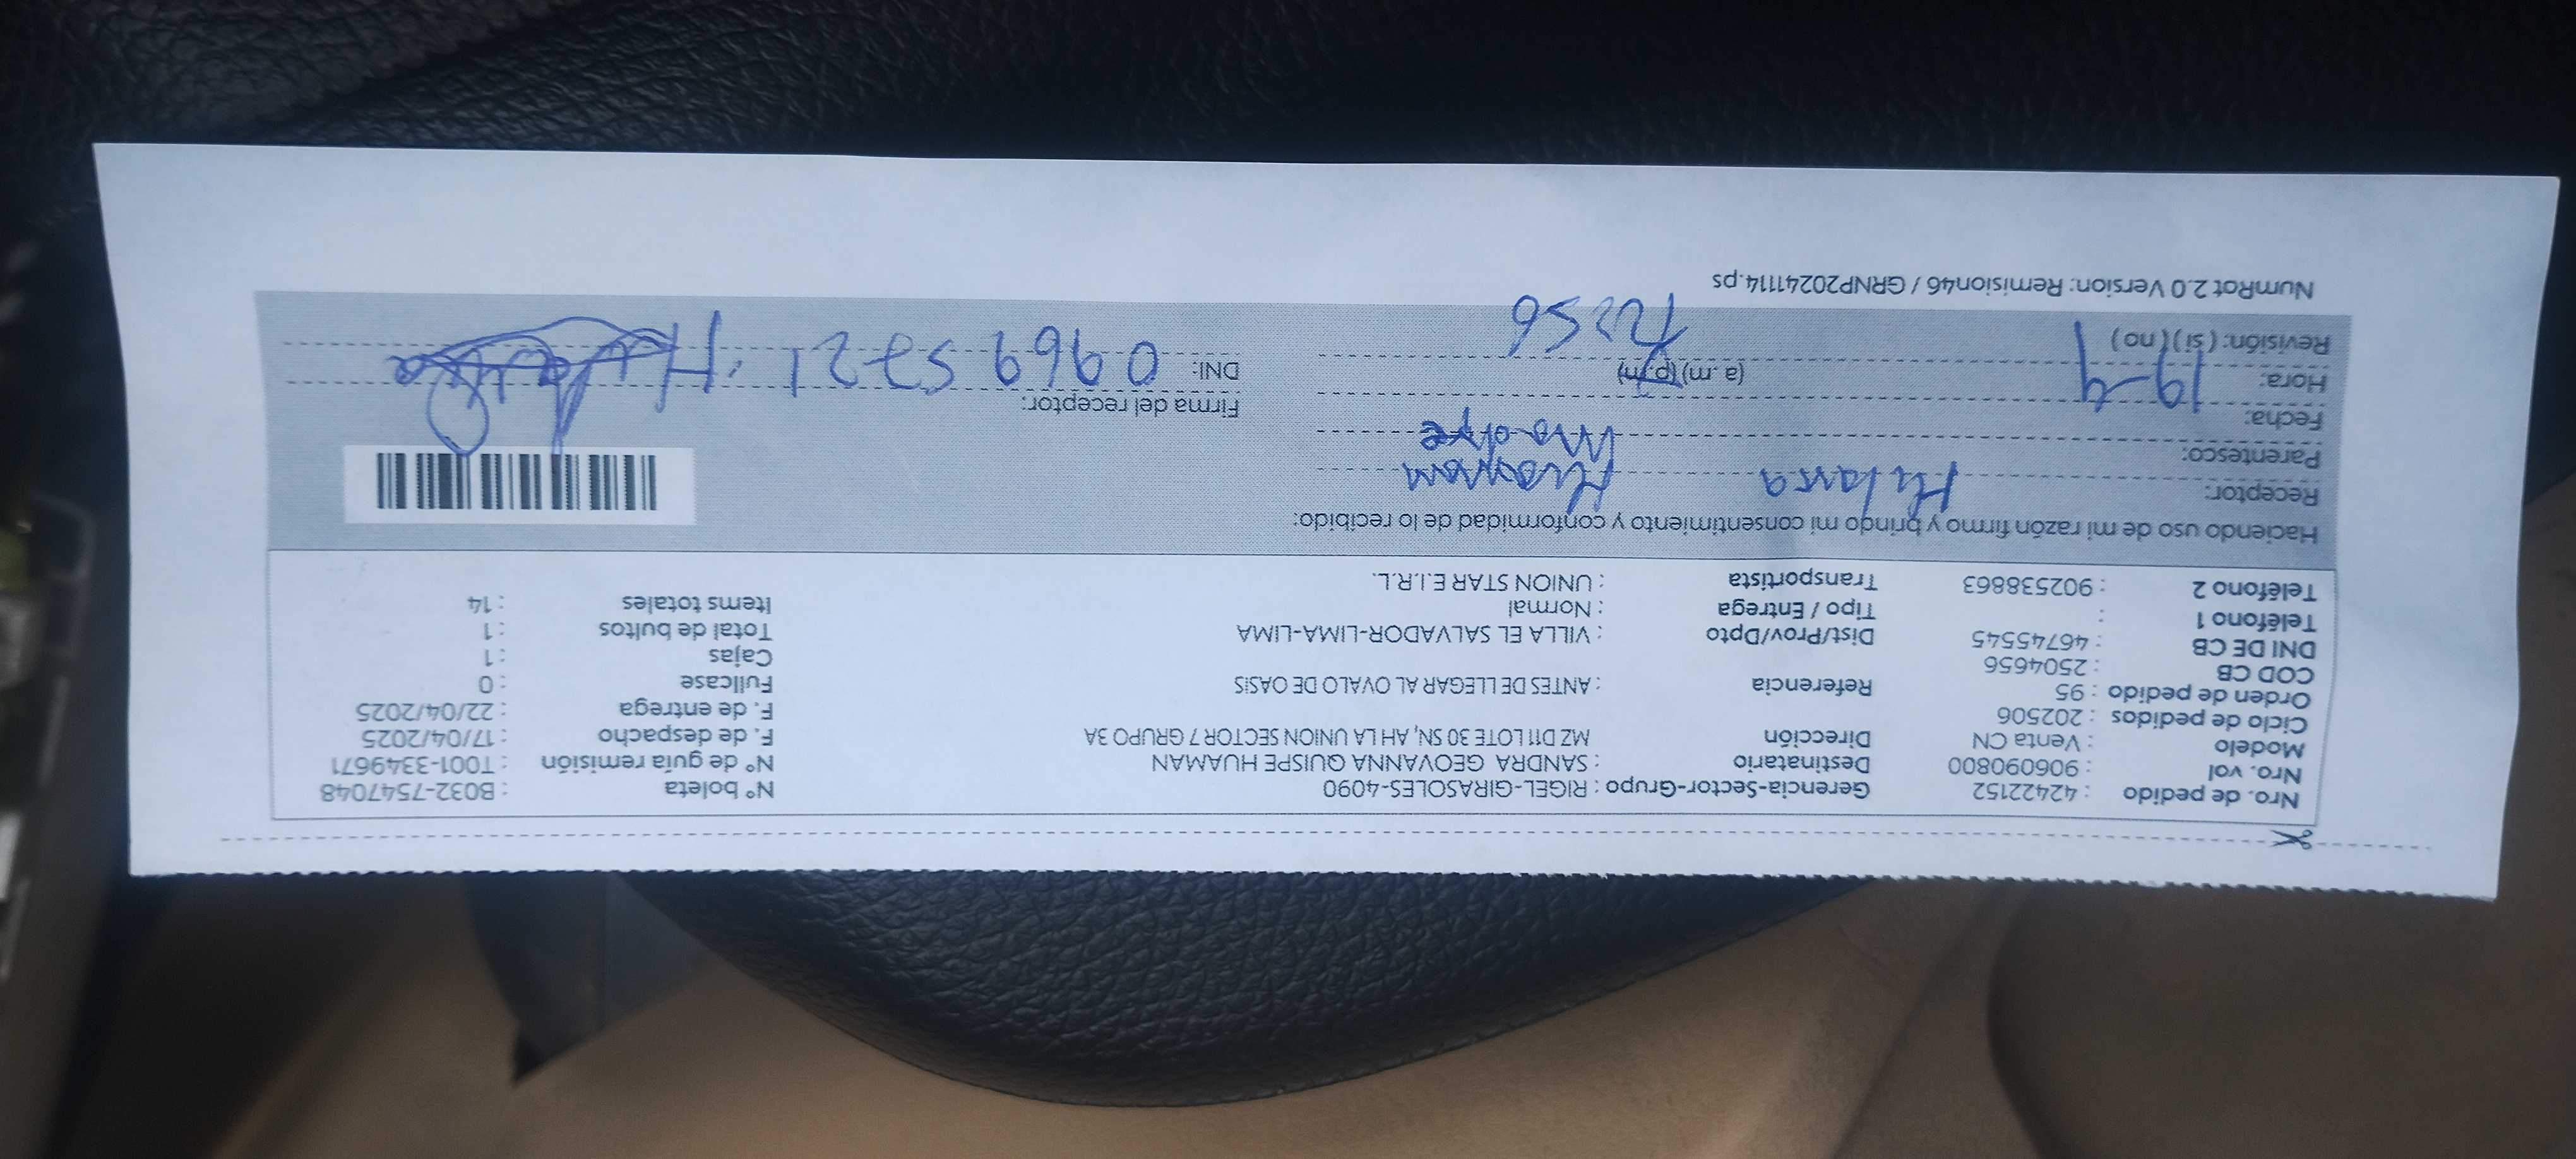 Nro. de pedido : 42422152 Gerencia-Sector-Grupo : RIGEL-GIRASOLES-4090 N° boleta : B032-7547048
Nro. vol : 906090800 Destinatario : SANDRA GEOVANNA QUISPE HUAMAN N° de guía remisión : T001-3349671
Modelo : Venta CN Dirección MZ D11 LOTE 30 SN, AH LA UNION SECTOR 7 GRUPO 3A F. de despacho : 17/04/2025
Ciclo de pedidos : 202506 F. de entrega : 22/04/2025
Orden de pedido : 95 Referencia : ANTES DE LLEGAR AL OVALO DE OASIS Fullcase : 0
COD CB : 2504656 Cajas : 1
DNI DE CB : 46745545 Dist/Prov/Dpto : VILLA EL SALVADOR-LIMA-LIMA Total de bultos : 1
Teléfono 1 : Tipo / Entrega : Normal Items totales : 14
Teléfono 2 : 902538863 Transportista : UNION STAR E.I.R.L.
Haciendo uso de mi razón firmo y brindo mi consentimiento y conformidad de lo recibido:
Receptor: Hilaria Huaman
Parentesco: Madre
Fecha: 19-4 Firma del receptor:
Hora: (a.m) (p.m) DNI: 09695721
Revisión: ( si ) ( no )
NumRot 2.0 Version: Remision46 / GRNP20241114.ps